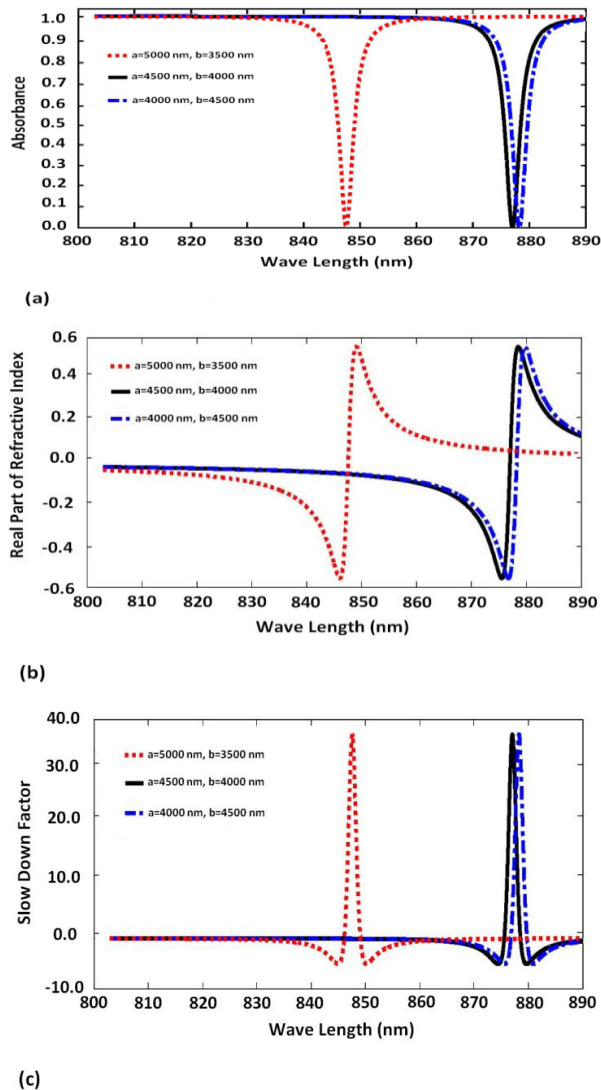 1.0
0.9
0.8
0.7
0.6
0.5
0.4
0.3
0.2
0.1
0.0
Absorbance
a=5000 nm, b=3500 nm
a=4500 nm, b=4000 nm
a=4000 nm, b=4500 nm
800 810 820 830 840 850 860 870 880 890
Wave Length (nm)
(a)
0.6
0.4
0.2
0.0
-0.2
-0.4
-0.6
Real Part of Refractive Index
a=5000 nm, b=3500 nm
a=4500 nm, b=4000 nm
a=4000 nm, b=4500 nm
800 810 820 830 840 850 860 870 880 890
Wave Length (nm)
(b)
40.0
30.0
20.0
10.0
0.0
-10.0
Slow Down Factor
a=5000 nm, b=3500 nm
a=4500 nm, b=4000 nm
a=4000 nm, b=4500 nm
800 810 820 830 840 850 860 870 880 890
Wave Length (nm)
(c)